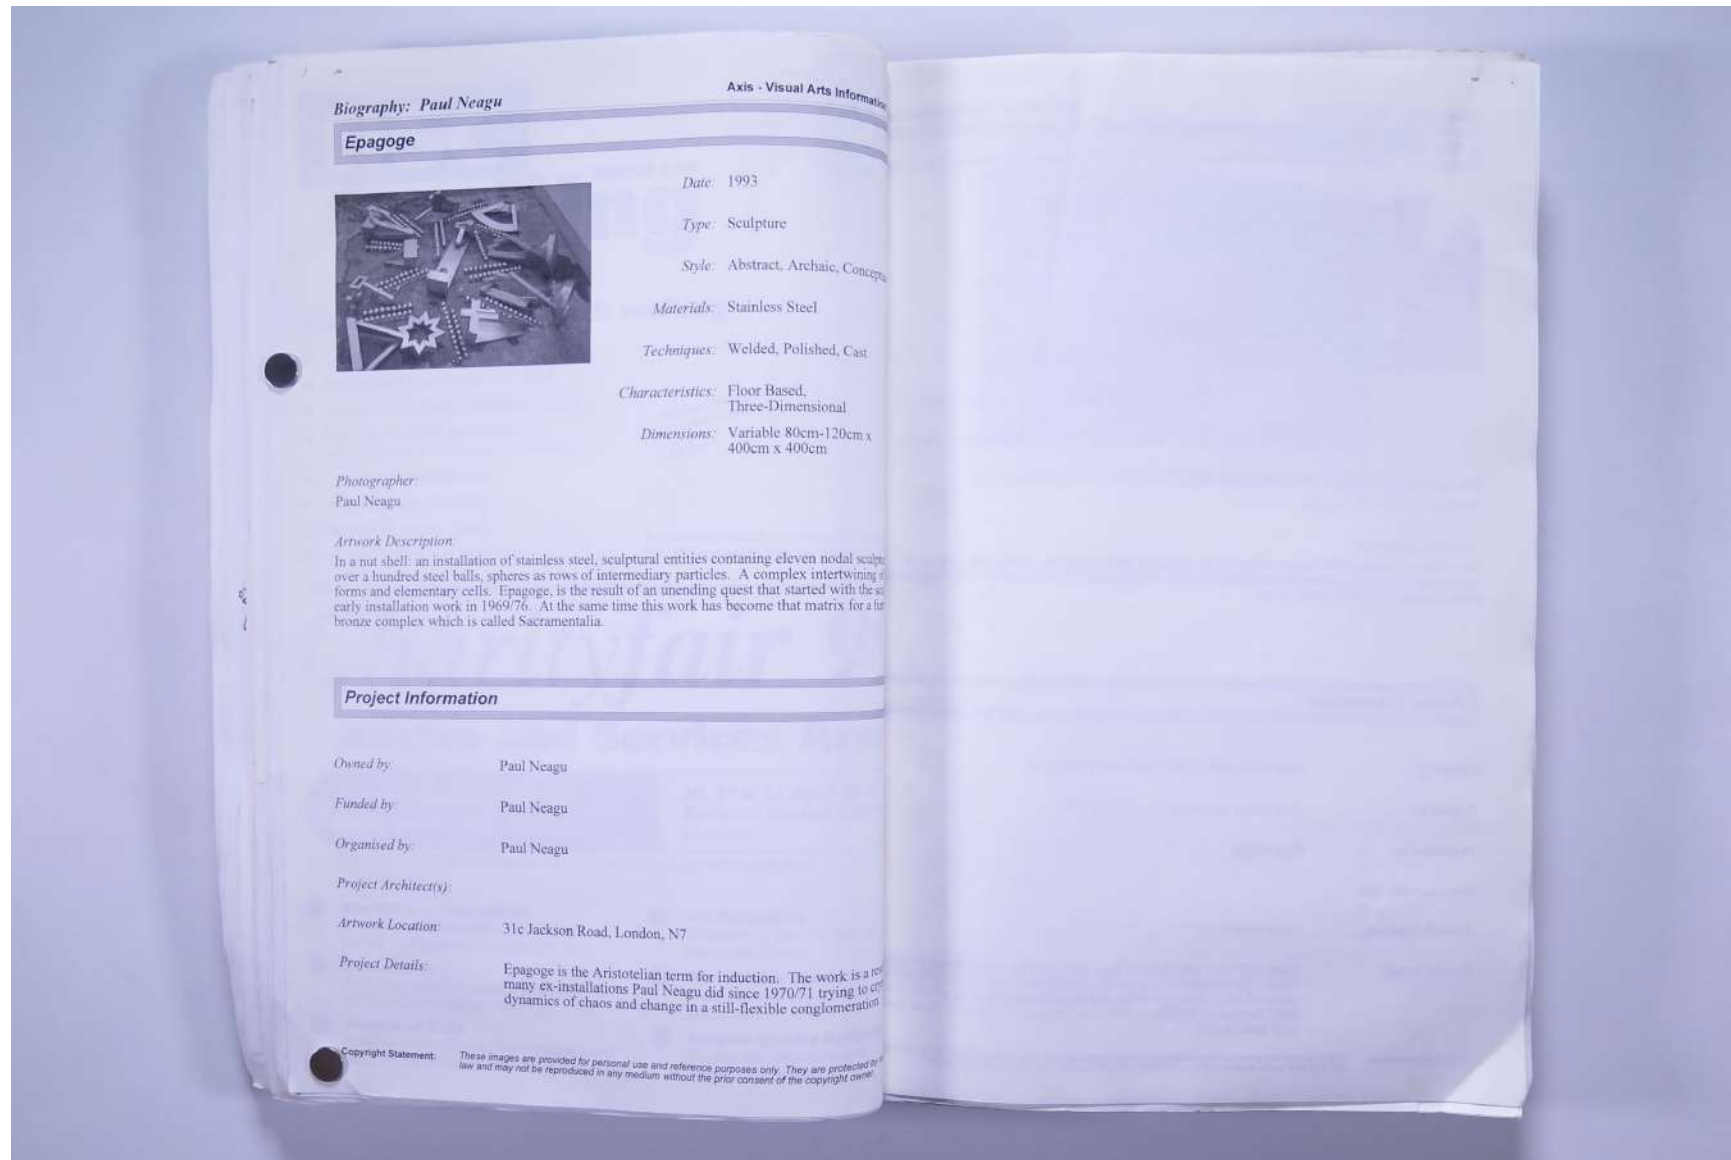 Biography: Paul Neagu
Axis - Visual Arts Information
Epagoge
Date: 1993
Type: Sculpture
Style: Abstract, Archaic,
Materials: Stainless Steel
Techniques: Welded, Polished, Cast
Characteristics: Floor Based,
Three-Dimensional
Dimensions: Variable 80cm-120cm x
400cm x 400cm
Photographer:
Paul Neagu
Artwork Description:
In a nut shell: an installation of stainless steel, sculptural entities contaning eleven nodal
over a hundred steel balls, spheres as rows of intermediary particles. A complex intertwining
forms and elementary cells. Epagoge, is the result of an unending quest that started with the
early installation work in 1969/76. At the same time this work has become that matrix for a
bronze complex which is called Sacramentalia.
Project Information
Owned by: Paul Neagu
Funded by: Paul Neagu
Organised by: Paul Neagu
Project Architect(s):
Artwork Location: 31c Jackson Road, London, N7
Project Details: Epagoge is the Aristotelian term for induction. The work is a
many ex-installations Paul Neagu did since 1970/71 trying to
dynamics of chaos and change in a still-flexible conglomeration
Copyright Statement: These images are provided for personal use and reference purposes only. They are protected by
law and may not be reproduced in any medium without the prior consent of the copyright owner